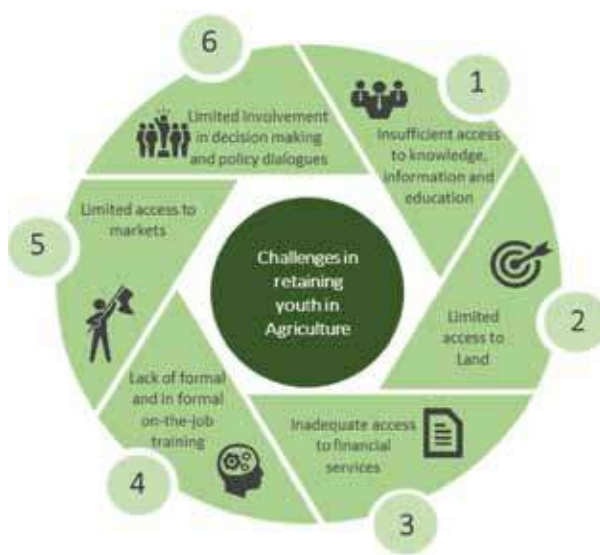 Challenges in
retaining
youth in
Agriculture
1
Insufficient access
to knowledge,
information and
education
2
Limited
access to
Land
3
Inadequate access
to financial
services
4
Lack of formal
and in formal
on-the-job
training
5
Limited access to
markets
6
Limited Involvement
in decision making
and policy dialogues